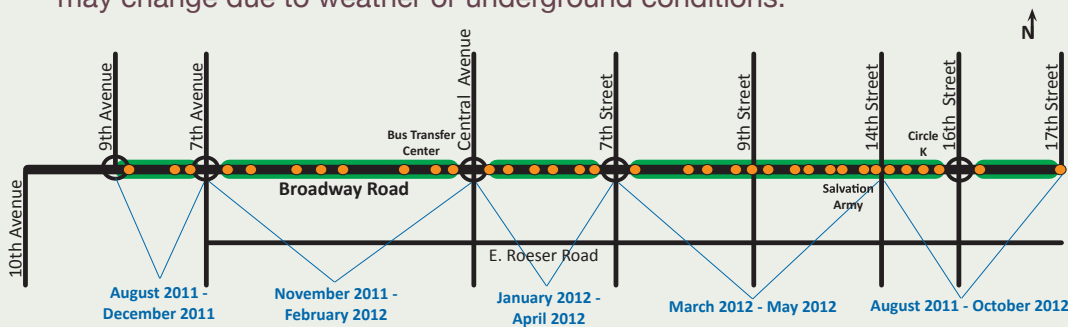 may change due to weather or underground conditions.
N
9th Avenue
7th Avenue
Central Avenue
7th Street
9th Street
14th Street
16th Street
17th Street
Bus Transfer
Center
Circle
K
Broadway Road
Salvation
Army
10th Avenue
E. Roeser Road
August 2011 -
December 2011
November 2011 -
February 2012
January 2012 -
April 2012
March 2012 - May 2012
August 2011 - October 2012